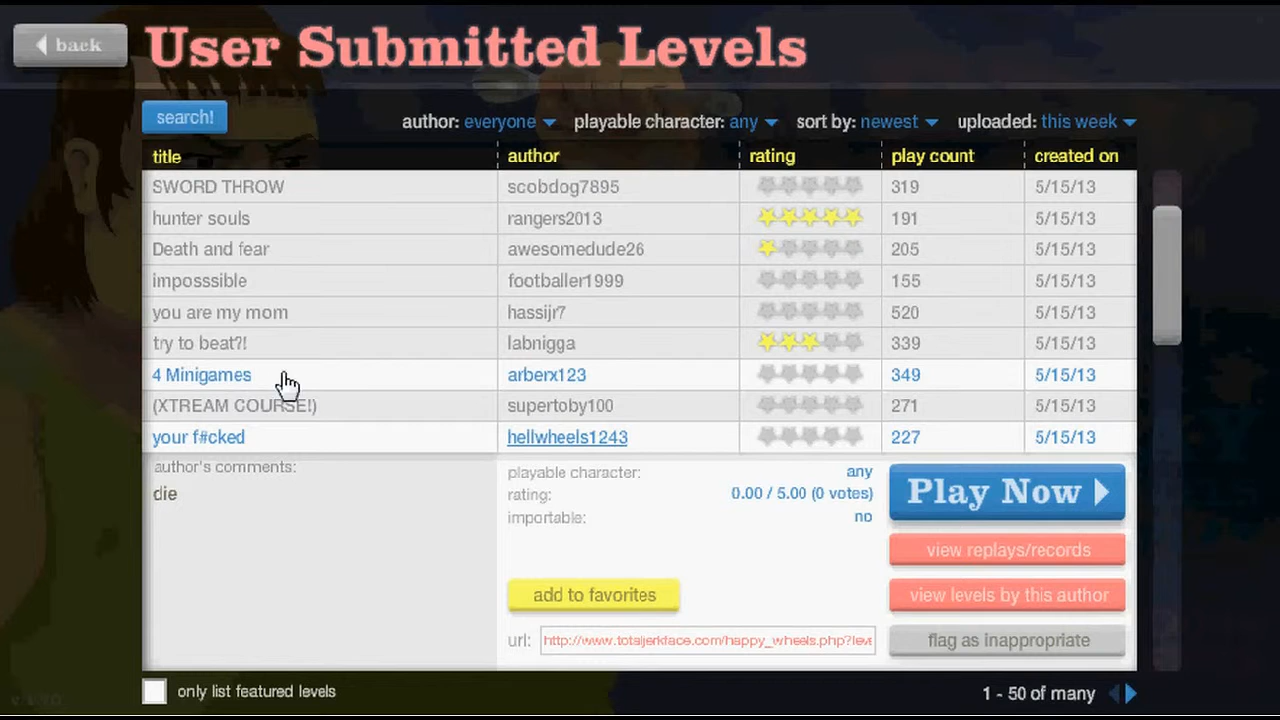 back
User Submitted Levels
search!
author: everyone playable character: any sort by: newest uploaded: this week
title author rating play count created on
SWORD THROW scobdog7895 319 5/15/13
hunter souls rangers2013 191 5/15/13
Death and fear awesomedude26 205 5/15/13
imposssible footballer1999 155 5/15/13
you are my mom hassijr7 520 5/15/13
try to beat?! labnigga 339 5/15/13
4 Minigames arberx123 349 5/15/13
(XTREAM COURSE!) supertoby100 271 5/15/13
your f#cked hellwheels1243 227 5/15/13
author's comments:
die
playable character: any
rating: 0.00 / 5.00 (0 votes)
importable: no
add to favorites
url: http://www.totaljerkface.com/happy_wheels.php?leve
Play Now
view replays/records
view levels by this author
flag as inappropriate
only list featured levels
1 - 50 of many